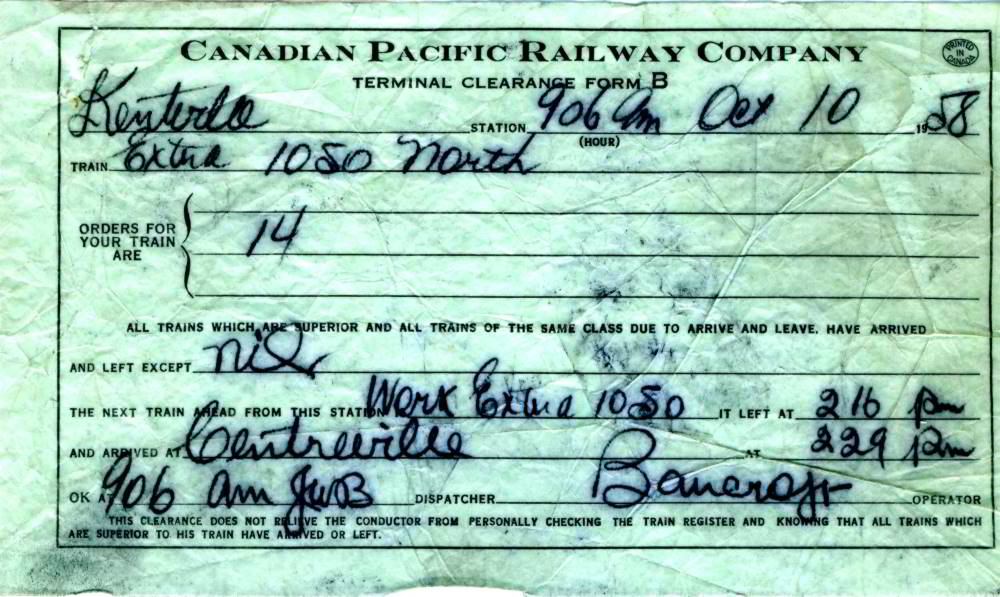 CANADIAN PACIFIC RAILWAY COMPANY
PRINTED IN CANADA
TERMINAL CLEARANCE FORM B
STATION 906 am Oct 10 1958
(HOUR)
TRAIN Extra 1050 North
ORDERS FOR YOUR TRAIN ARE 14
ALL TRAINS WHICH ARE SUPERIOR AND ALL TRAINS OF THE SAME CLASS DUE TO ARRIVE AND LEAVE, HAVE ARRIVED
AND LEFT EXCEPT nil
THE NEXT TRAIN AHEAD FROM THIS STATION Work Extra 1050 IT LEFT AT 216 pm
AND ARRIVED AT Centreville AT 229 pm
OK AT 906 am JWB DISPATCHER Bancroft OPERATOR
THIS CLEARANCE DOES NOT RELIEVE THE CONDUCTOR FROM PERSONALLY CHECKING THE TRAIN REGISTER AND KNOWING THAT ALL TRAINS WHICH
ARE SUPERIOR TO HIS TRAIN HAVE ARRIVED OR LEFT.